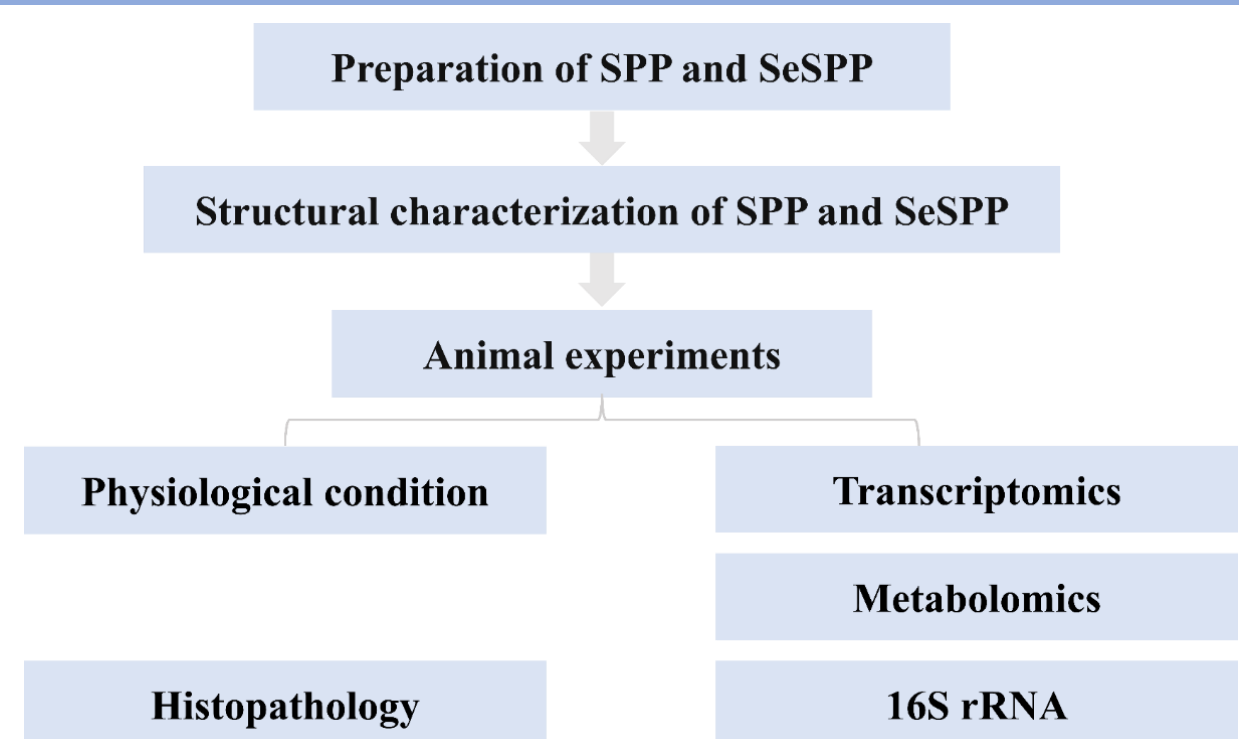 Preparation of SPP and SeSPP
Structural characterization of SPP and SeSPP
Animal experiments
Physiological condition
Transcriptomics
Metabolomics
Histopathology
16S rRNA